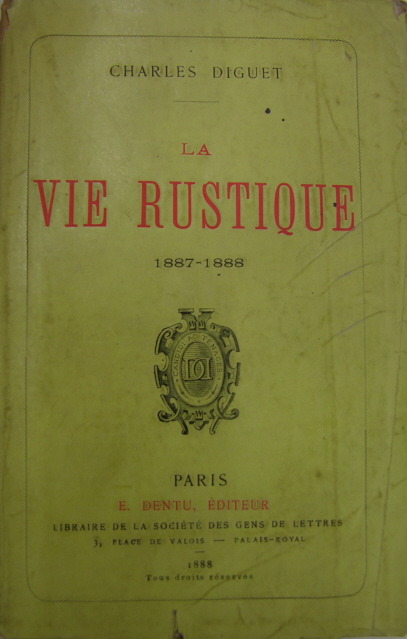 CHARLES DIGUET
LA
VIE RUSTIQUE
1887-1888
PARIS
E. DENTU, ÉDITEUR
LIBRAIRE DE LA SOCIÉTÉ DES GENS DE LETTRES
3, PLACE DE VALOIS — PALAIS-ROYAL
1888
Tous droits réservés